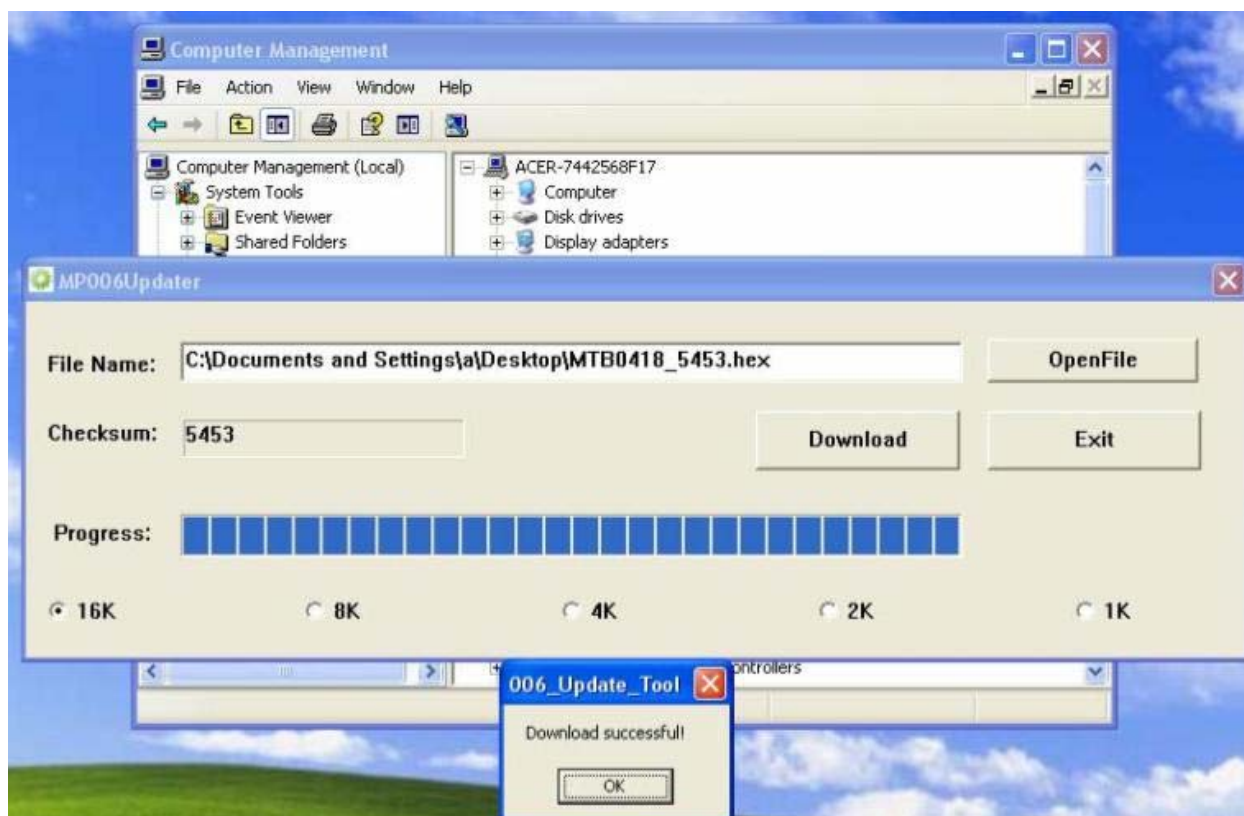 Computer Management
File Action View Window Help
Computer Management (Local)
System Tools
Event Viewer
Shared Folders
ACER-7442568F17
Computer
Disk drives
Display adapters
MP006Updater
File Name: C:\Documents and Settings\a\Desktop\MTB0418_5453.hex OpenFile
Checksum: 5453 Download Exit
Progress:
16K 8K 4K 2K 1K
006_Update_Tool
Download successful!
OK